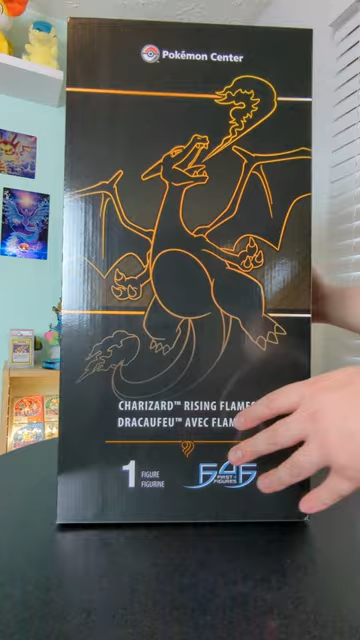 Pokémon Center
CHARIZARD™ RISING FLAME
DRACAUFEU™ AVEC FLAM
1 FIGURE
FIGURINE
F4F
FIRST 4
FIGURES